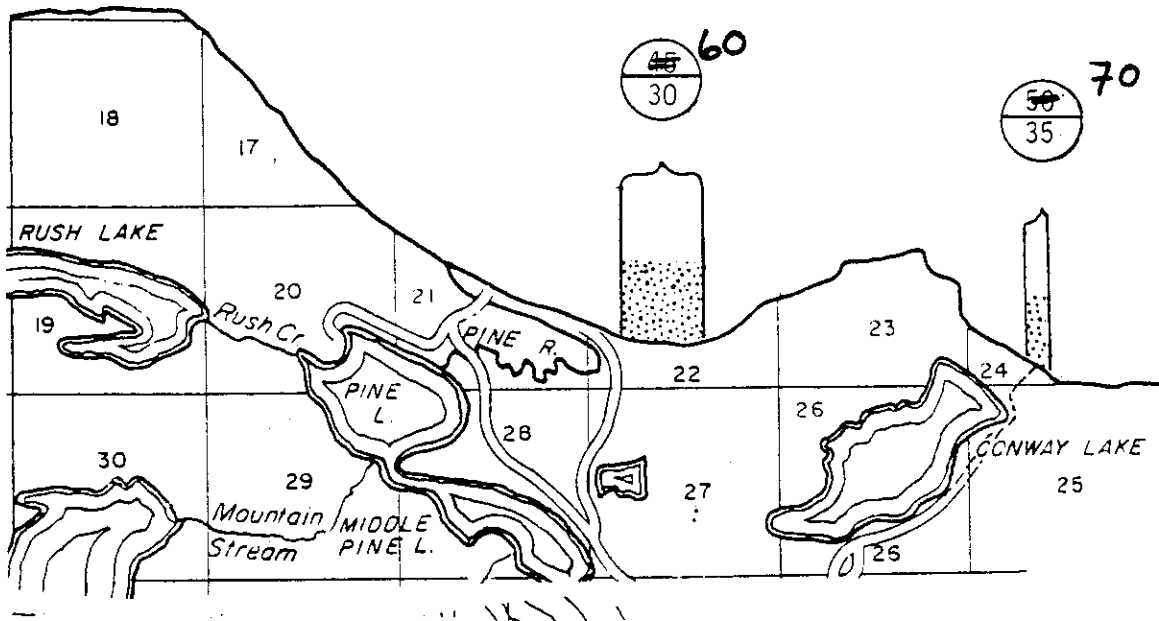 45 60
30
50 70
35
18
17
RUSH LAKE
19
20
21
Rush Cr.
PINE R.
22
23
24
PINE
L.
26
28
CONWAY LAKE
30
29
27
25
Mountain
Stream
MIDDLE
PINE L.
26